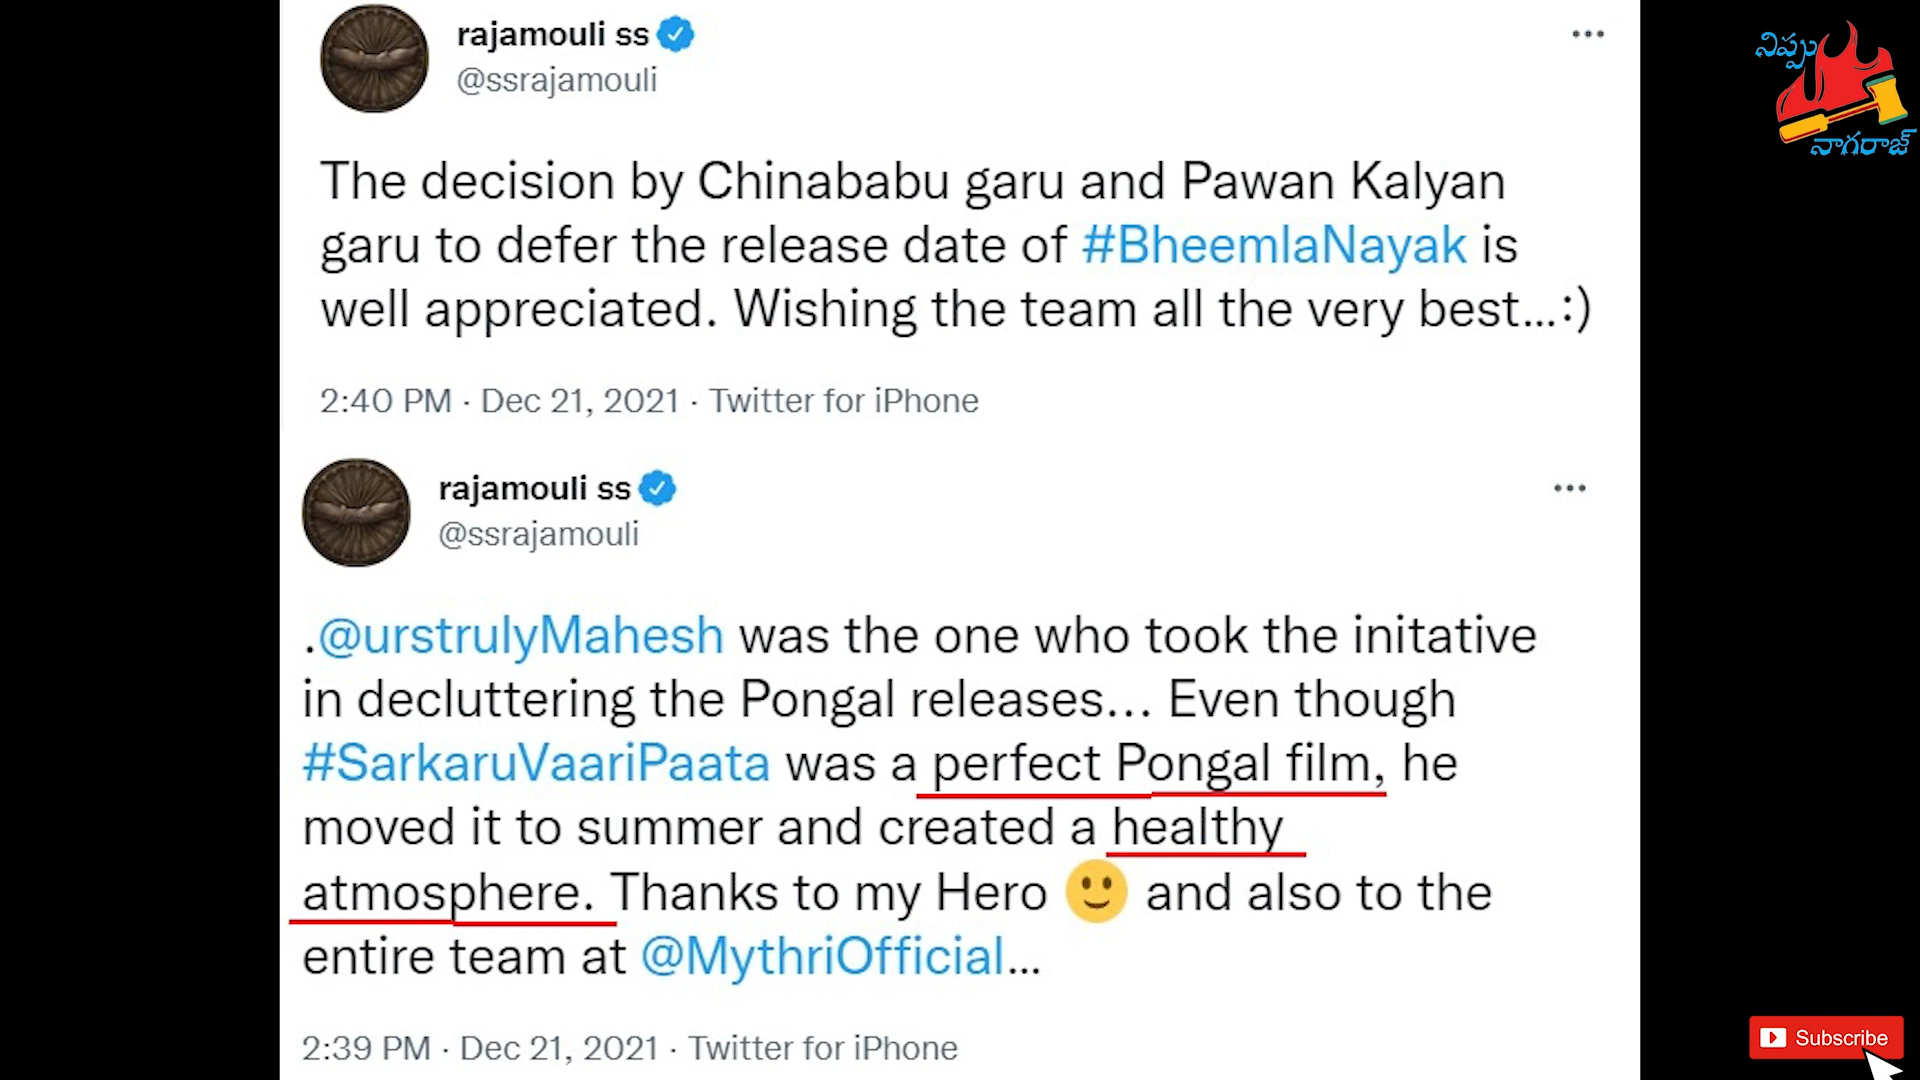 rajamouli ss
@ssrajamouli
The decision by Chinababu garu and Pawan Kalyan
garu to defer the release date of #BheemlaNayak is
well appreciated. Wishing the team all the very best...:)
2:40 PM · Dec 21, 2021 · Twitter for iPhone
rajamouli ss
@ssrajamouli
.@urstrulyMahesh was the one who took the initative
in decluttering the Pongal releases... Even though
#SarkaruVaariPaata was a perfect Pongal film, he
moved it to summer and created a healthy
atmosphere. Thanks to my Hero 🙂 and also to the
entire team at @MythriOfficial...
2:39 PM · Dec 21, 2021 · Twitter for iPhone
నిప్పు
నాగరాజ్
Subscribe